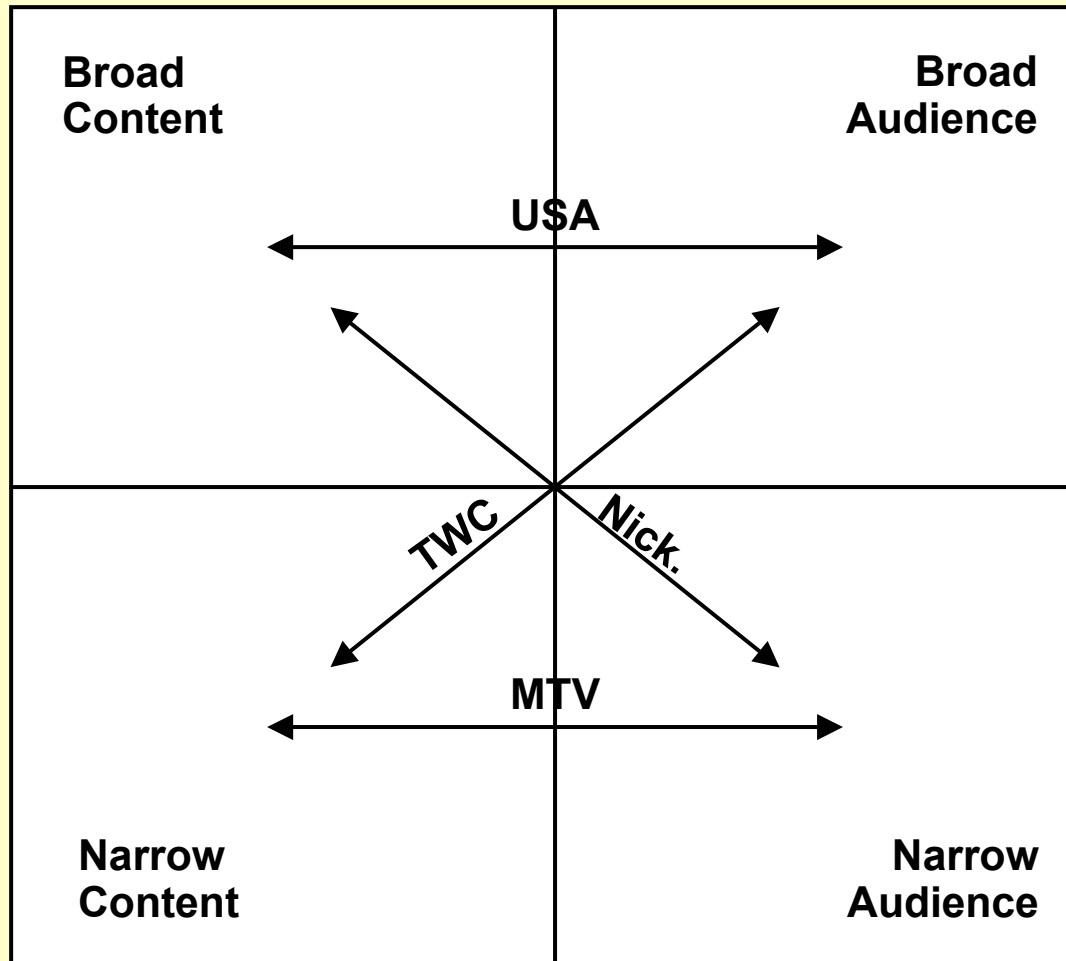 Broad
Content
Broad
Audience
USA
TWC
Nick.
MTV
Narrow
Content
Narrow
Audience